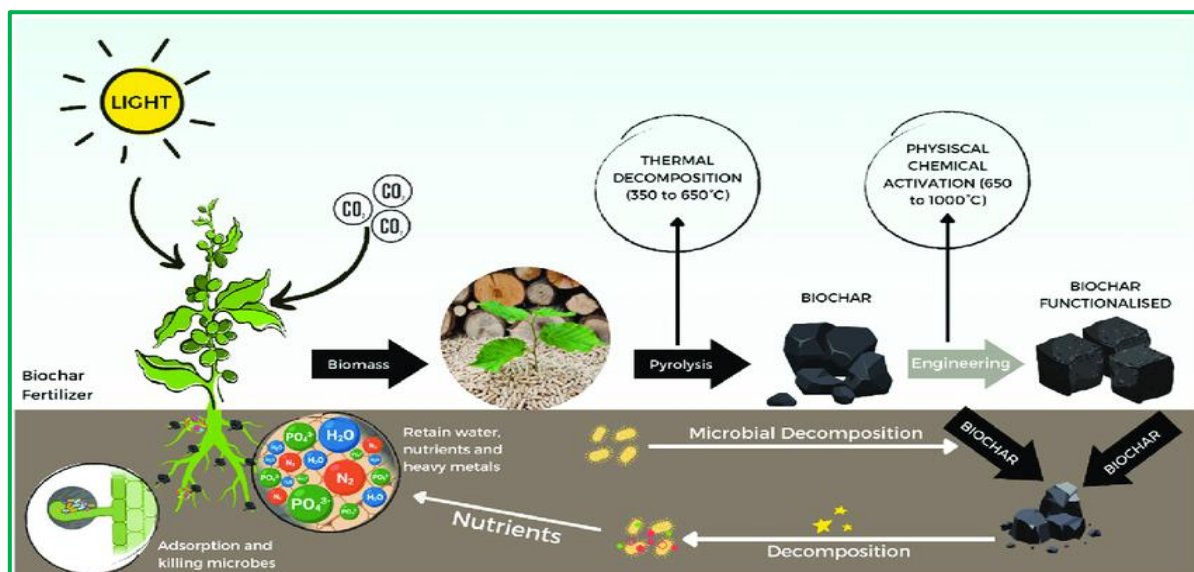 LIGHT
CO₂
CO₂
CO₂
THERMAL
DECOMPOSITION
(350 to 650°C)
PHYSISCAL
CHEMICAL
ACTIVATION (650
to 1000°C)
BIOCHAR
BIOCHAR
FUNCTIONALISED
Biomass
Pyrolysis
Engineering
Biochar
Fertilizer
Retain water,
nutrients and
heavy metals
PO₄³⁻
H₂O
N₂
H₂O
N₂
PO₄³⁻
H₂O
Microbial Decomposition
BIOCHAR
BIOCHAR
Nutrients
Decomposition
Adsorption and
killing microbes